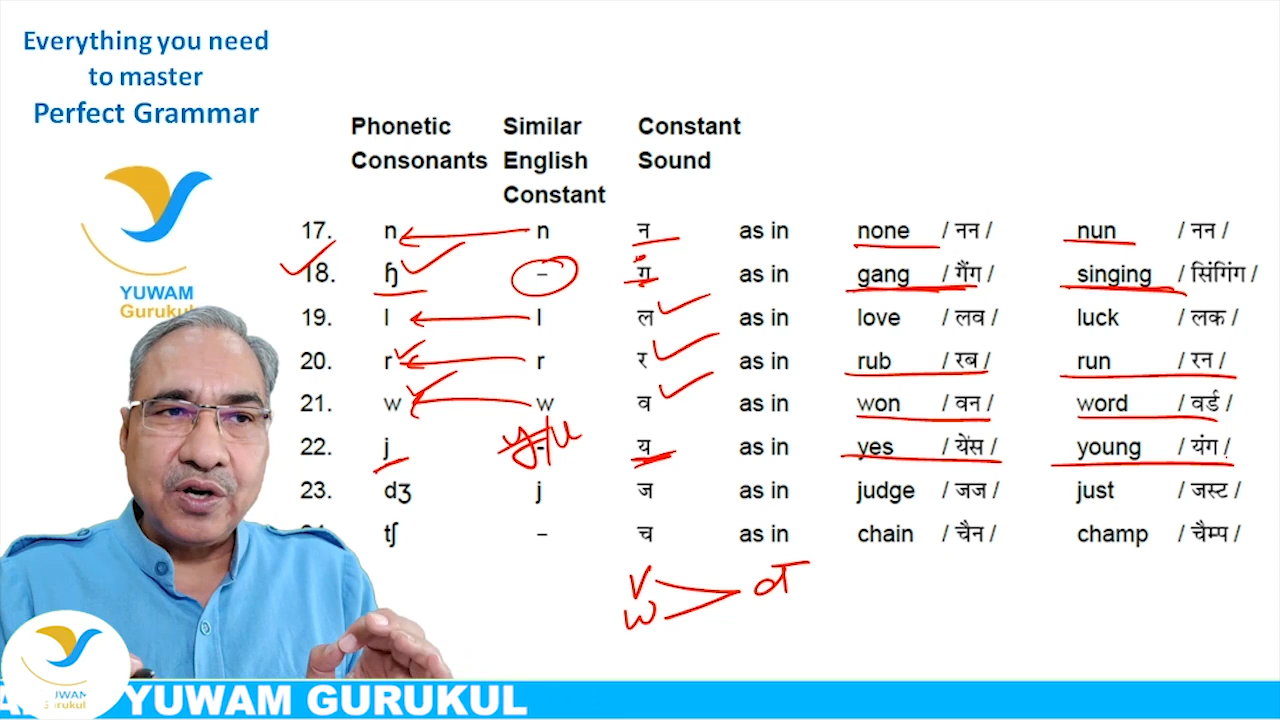 Everything you need
to master
Perfect Grammar
YUWAM
Gurukul
Phonetic Similar Constant
Consonants English Sound
Constant
17. n n न as in none / नन / nun / नन /
18. ɧ – ग as in gang / गैंग / singing / सिंगिंग /
19. l l ल as in love / लव / luck / लक /
20. r r र as in rub / रब / run / रन /
21. w w व as in won / वन / word / वर्ड /
22. j y/u य as in yes / येंस / young / यंग /
23. dʒ j ज as in judge / जज / just / जस्ट /
tʃ – च as in chain / चैन / champ / चैम्प /
V
W
YUWAM GURUKUL
Gurukul